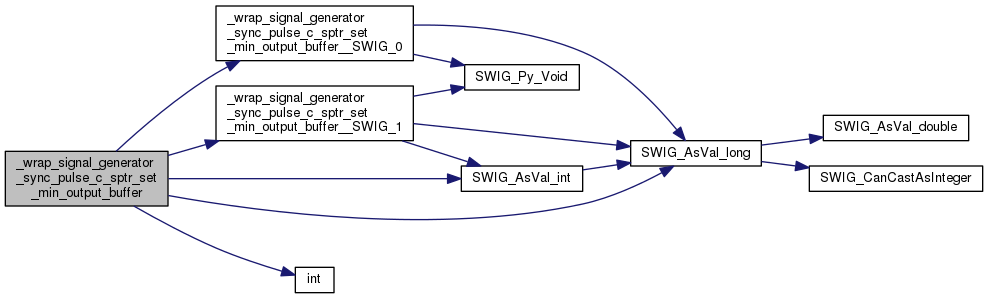 _wrap_signal_generator
_sync_pulse_c_sptr_set
_min_output_buffer__SWIG_0
SWIG_Py_Void
_wrap_signal_generator
_sync_pulse_c_sptr_set
_min_output_buffer__SWIG_1
SWIG_AsVal_double
SWIG_AsVal_long
_wrap_signal_generator
_sync_pulse_c_sptr_set
_min_output_buffer
SWIG_AsVal_int
SWIG_CanCastAsInteger
int